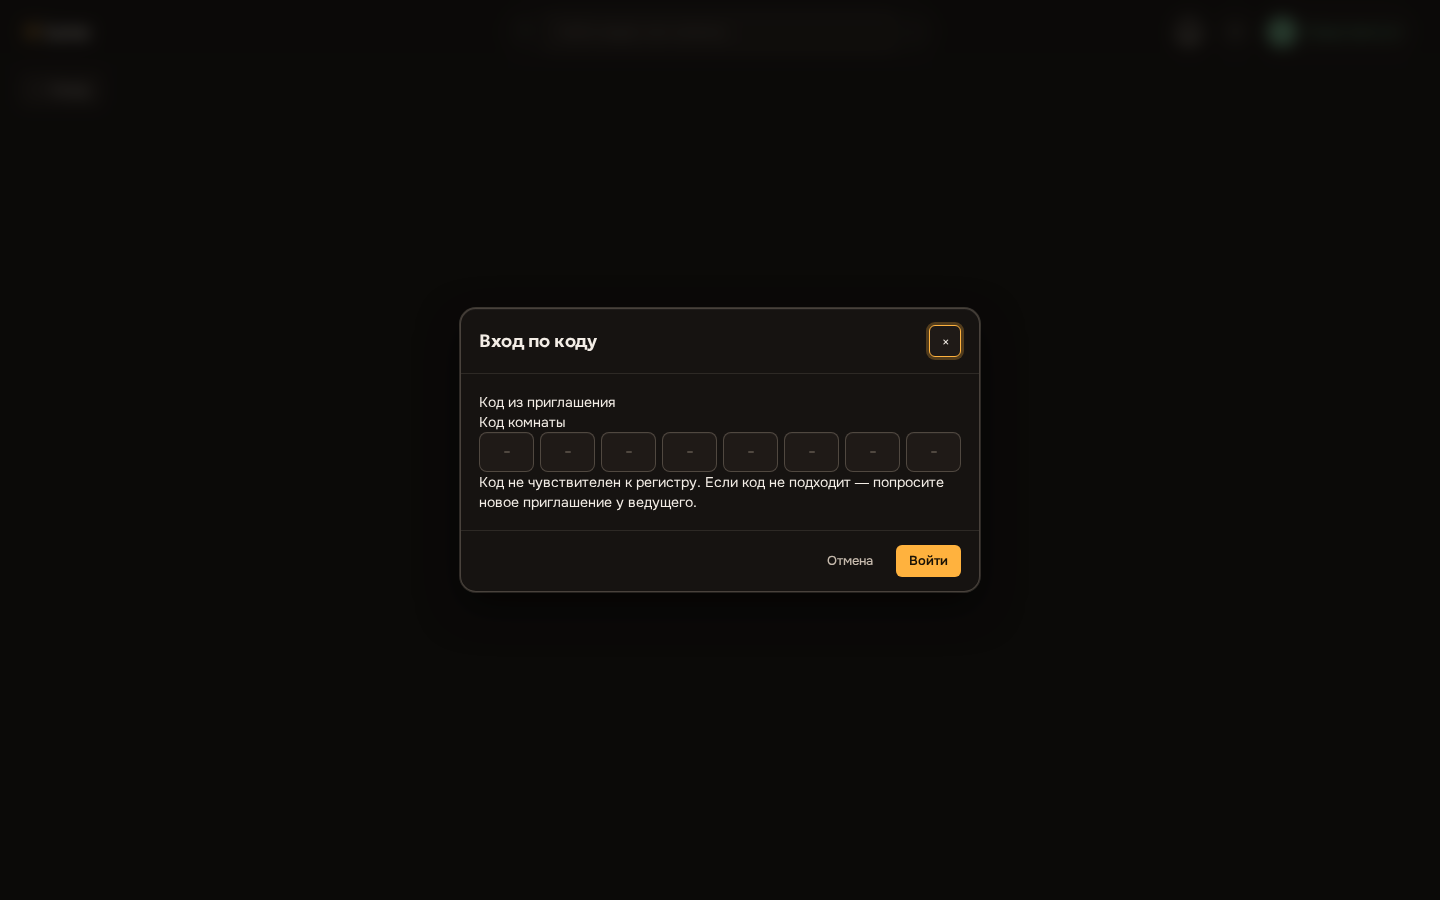 Вход по коду
×
Код из приглашения
Код комнаты
– – – – – – – –
Код не чувствителен к регистру. Если код не подходит — попросите
новое приглашение у ведущего.
Отмена
Войти